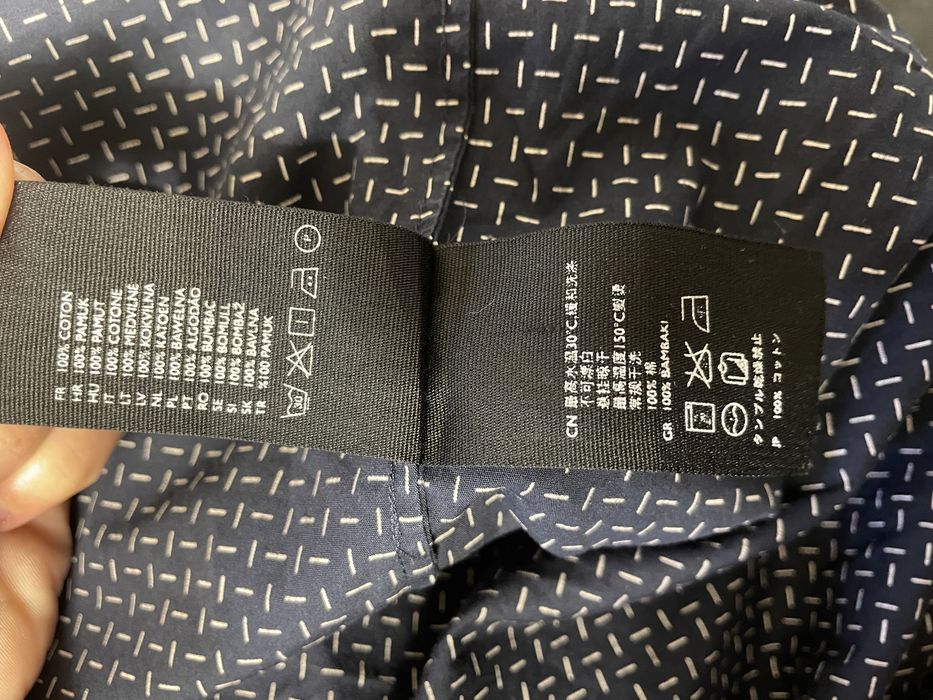 FR 100% COTON
HR 100% PAMUK
HU 100% PAMUT
IT 100% COTONE
LT 100% MEDVILNĖ
LV 100% KOKVILNA
NL 100% KATOEN
PL 100% BAWEŁNA
PT 100% ALGODÃO
RO 100% BUMBAC
SE 100% BOMULL
SI 100% BOMBAŽ
SK 100% BAVLNA
TR %100 PAMUK
30
P
CN 最高水温30°C,缓和洗涤
不可漂白
悬挂晾干
最高温度150°C熨烫
常规干洗
100% 棉
GR 100% BAMBAKI
タンブル乾燥禁止
JP 100% コットン